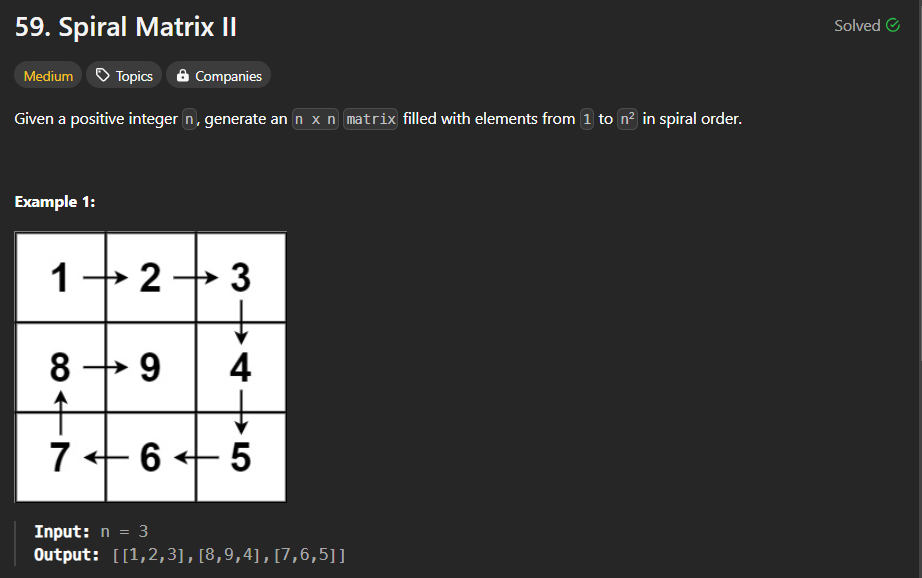 59. Spiral Matrix II
Solved
Medium Topics Companies
Given a positive integer n, generate an n x n matrix filled with elements from 1 to n² in spiral order.
Example 1:
1 2 3
8 9 4
7 6 5
Input: n = 3
Output: [[1,2,3],[8,9,4],[7,6,5]]